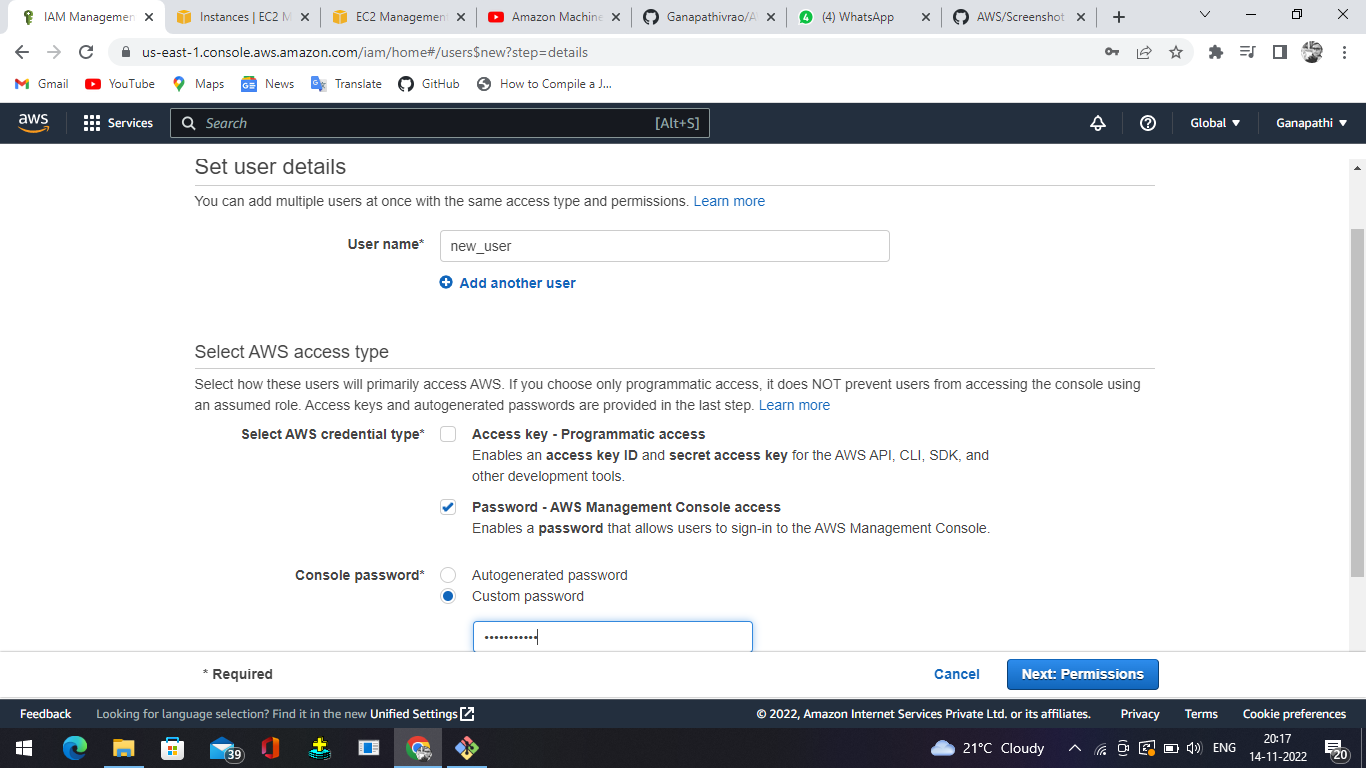 IAM Managemen
Instances | EC2 M
EC2 Management
Amazon Machine
Ganapathivrao/A
(4) WhatsApp
AWS/Screenshot
us-east-1.console.aws.amazon.com/iam/home#/users$new?step=details
Gmail
YouTube
Maps
News
Translate
GitHub
How to Compile a J...
aws
Services
Search
[Alt+S]
Global
Ganapathi
Set user details
You can add multiple users at once with the same access type and permissions. Learn more
User name*
new_user
Add another user
Select AWS access type
Select how these users will primarily access AWS. If you choose only programmatic access, it does NOT prevent users from accessing the console using
an assumed role. Access keys and autogenerated passwords are provided in the last step. Learn more
Select AWS credential type*
Access key - Programmatic access
Enables an access key ID and secret access key for the AWS API, CLI, SDK, and
other development tools.
Password - AWS Management Console access
Enables a password that allows users to sign-in to the AWS Management Console.
Console password*
Autogenerated password
Custom password
•••••••••••
* Required
Cancel
Next: Permissions
Feedback
Looking for language selection? Find it in the new Unified Settings
© 2022, Amazon Internet Services Private Ltd. or its affiliates.
Privacy
Terms
Cookie preferences
39
21°C Cloudy
ENG
20:17
14-11-2022
20